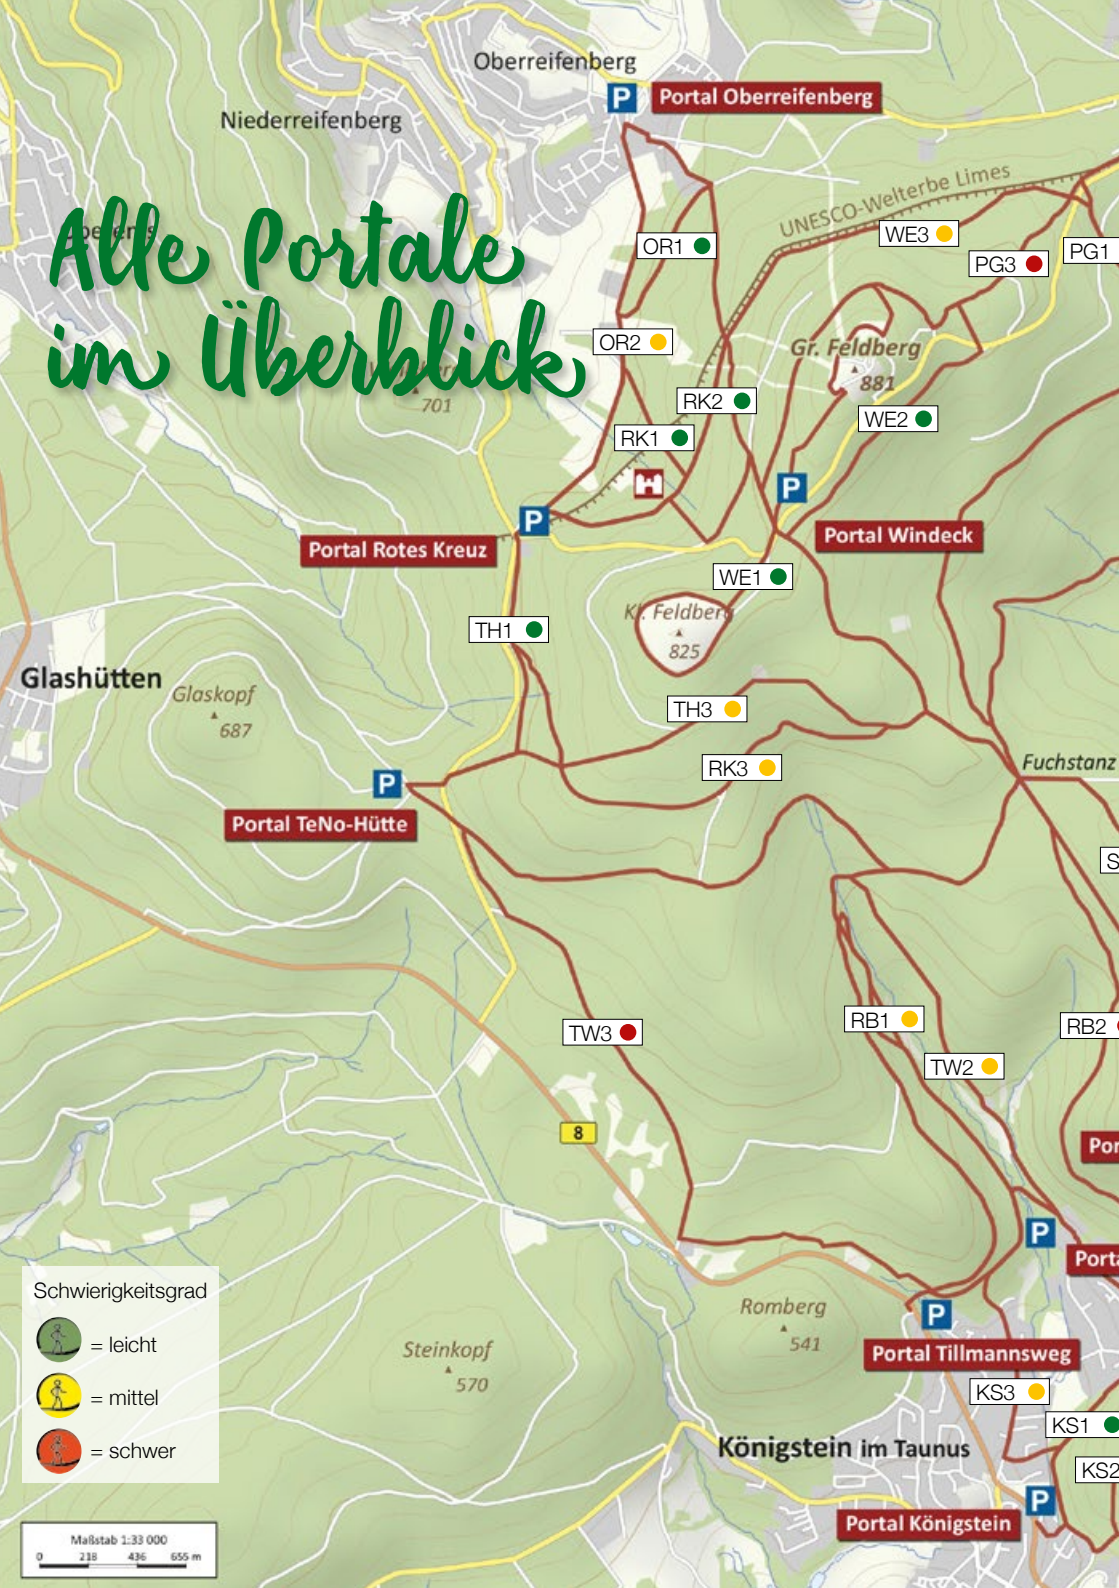 Oberreifenberg
P
Portal Oberreifenberg
Niederreifenberg
UNESCO-Welterbe Limes
Alle Portale
im Überblick
OR1
WE3
PG3
PG1
OR2
Gr. Feldberg
881
701
RK2
WE2
RK1
P
P
Portal Rotes Kreuz
Portal Windeck
WE1
Kl. Feldberg
825
TH1
Glashütten
Glaskopf
687
TH3
RK3
Fuchstanz
P
Portal TeNo-Hütte
S
RB1
RB2
TW3
TW2
8
Por
P
Porta
Schwierigkeitsgrad
= leicht
= mittel
= schwer
Romberg
541
P
Portal Tillmannsweg
Steinkopf
570
KS3
KS1
Königstein im Taunus
KS2
P
Portal Königstein
Maßstab 1:33 000
0 218 436 655 m